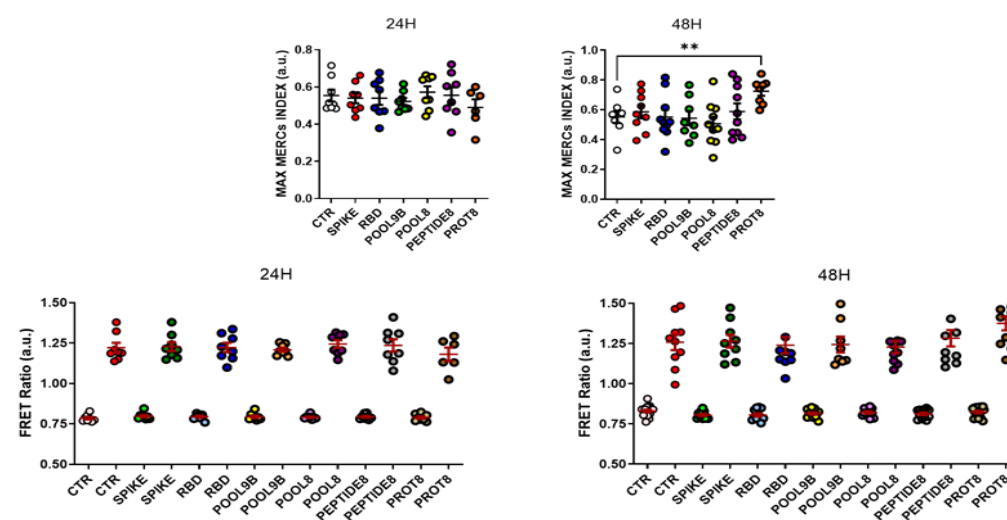 24H
MAX MERCs INDEX (a.u.)
0.8
0.6
0.4
0.2
0.0
CTR
SPIKE
RBD
POOL9B
POOL8
PEPTIDE8
PROT8
48H
MAX MERCs INDEX (a.u.)
1.0
0.8
0.6
0.4
0.2
0.0
**
CTR
SPIKE
RBD
POOL9B
POOL8
PEPTIDE8
PROT8
24H
FRET Ratio (a.u.)
1.50
1.25
1.00
0.75
0.50
CTR
CTR
SPIKE
SPIKE
RBD
RBD
POOL9B
POOL9B
POOL8
POOL8
PEPTIDE8
PEPTIDE8
PROT8
PROT8
48H
FRET Ratio (a.u.)
1.50
1.25
1.00
0.75
0.50
CTR
CTR
SPIKE
SPIKE
RBD
RBD
POOL9B
POOL9B
POOL8
POOL8
PEPTIDE8
PEPTIDE8
PROT8
PROT8